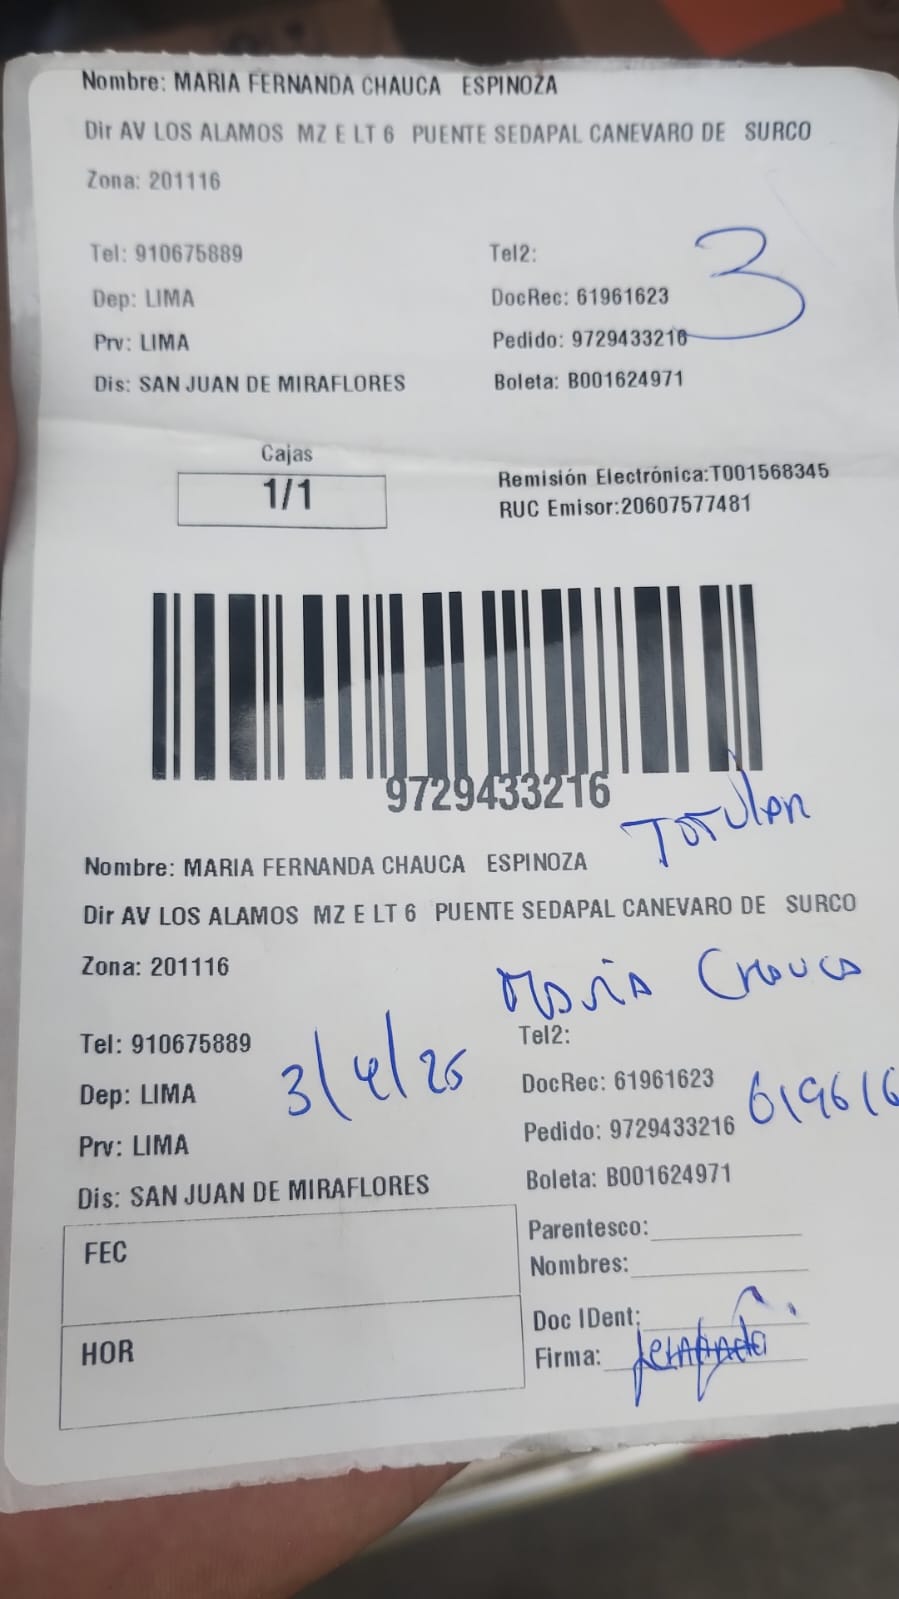 Nombre: MARIA FERNANDA CHAUCA ESPINOZA
Dir AV LOS ALAMOS MZ E LT 6 PUENTE SEDAPAL CANEVARO DE SURCO
Zona: 201116
3
Tel: 910675889 Tel2:
Dep: LIMA DocRec: 61961623
Prv: LIMA Pedido: 9729433216
Dis: SAN JUAN DE MIRAFLORES Boleta: B001624971
Cajas
1/1
Remisión Electrónica:T001568345
RUC Emisor:20607577481
9729433216
TOTULAR
Nombre: MARIA FERNANDA CHAUCA ESPINOZA
Dir AV LOS ALAMOS MZ E LT 6 PUENTE SEDAPAL CANEVARO DE SURCO
Zona: 201116
Maria Chauca
Tel: 910675889 Tel2:
3/4/25
Dep: LIMA DocRec: 61961623
619616
Prv: LIMA Pedido: 9729433216
Dis: SAN JUAN DE MIRAFLORES Boleta: B001624971
FEC
Parentesco:
Nombres:
HOR
Doc IDent:
Firma: